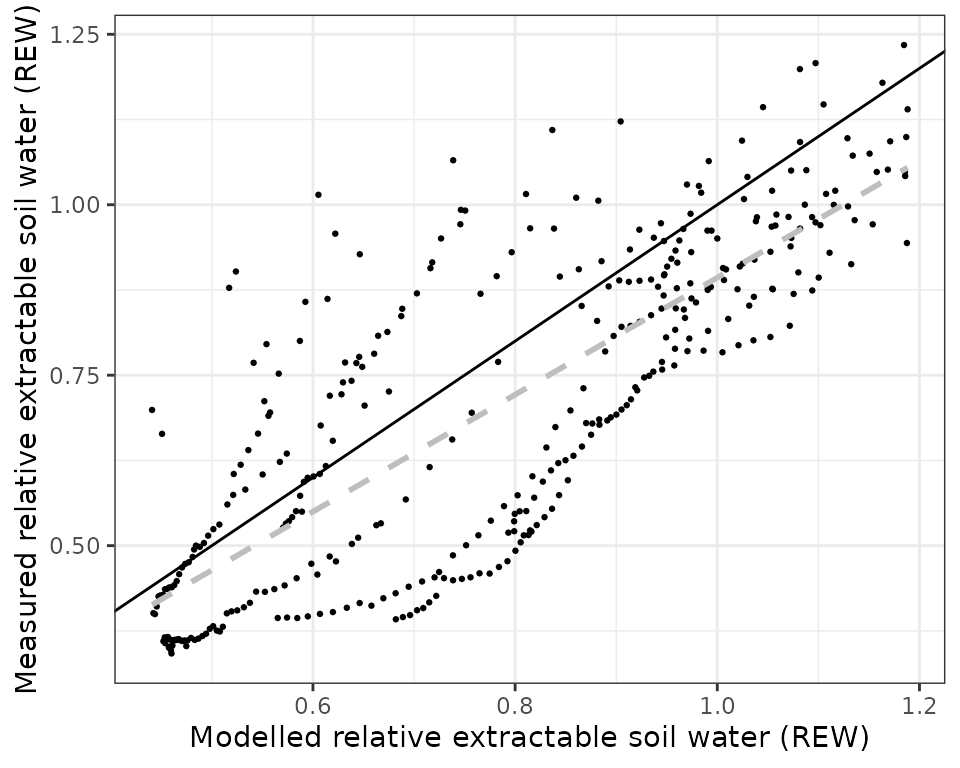 Measured relative extractable soil water (REW)
1.25
1.00
0.75
0.50
0.6 0.8 1.0 1.2
Modelled relative extractable soil water (REW)